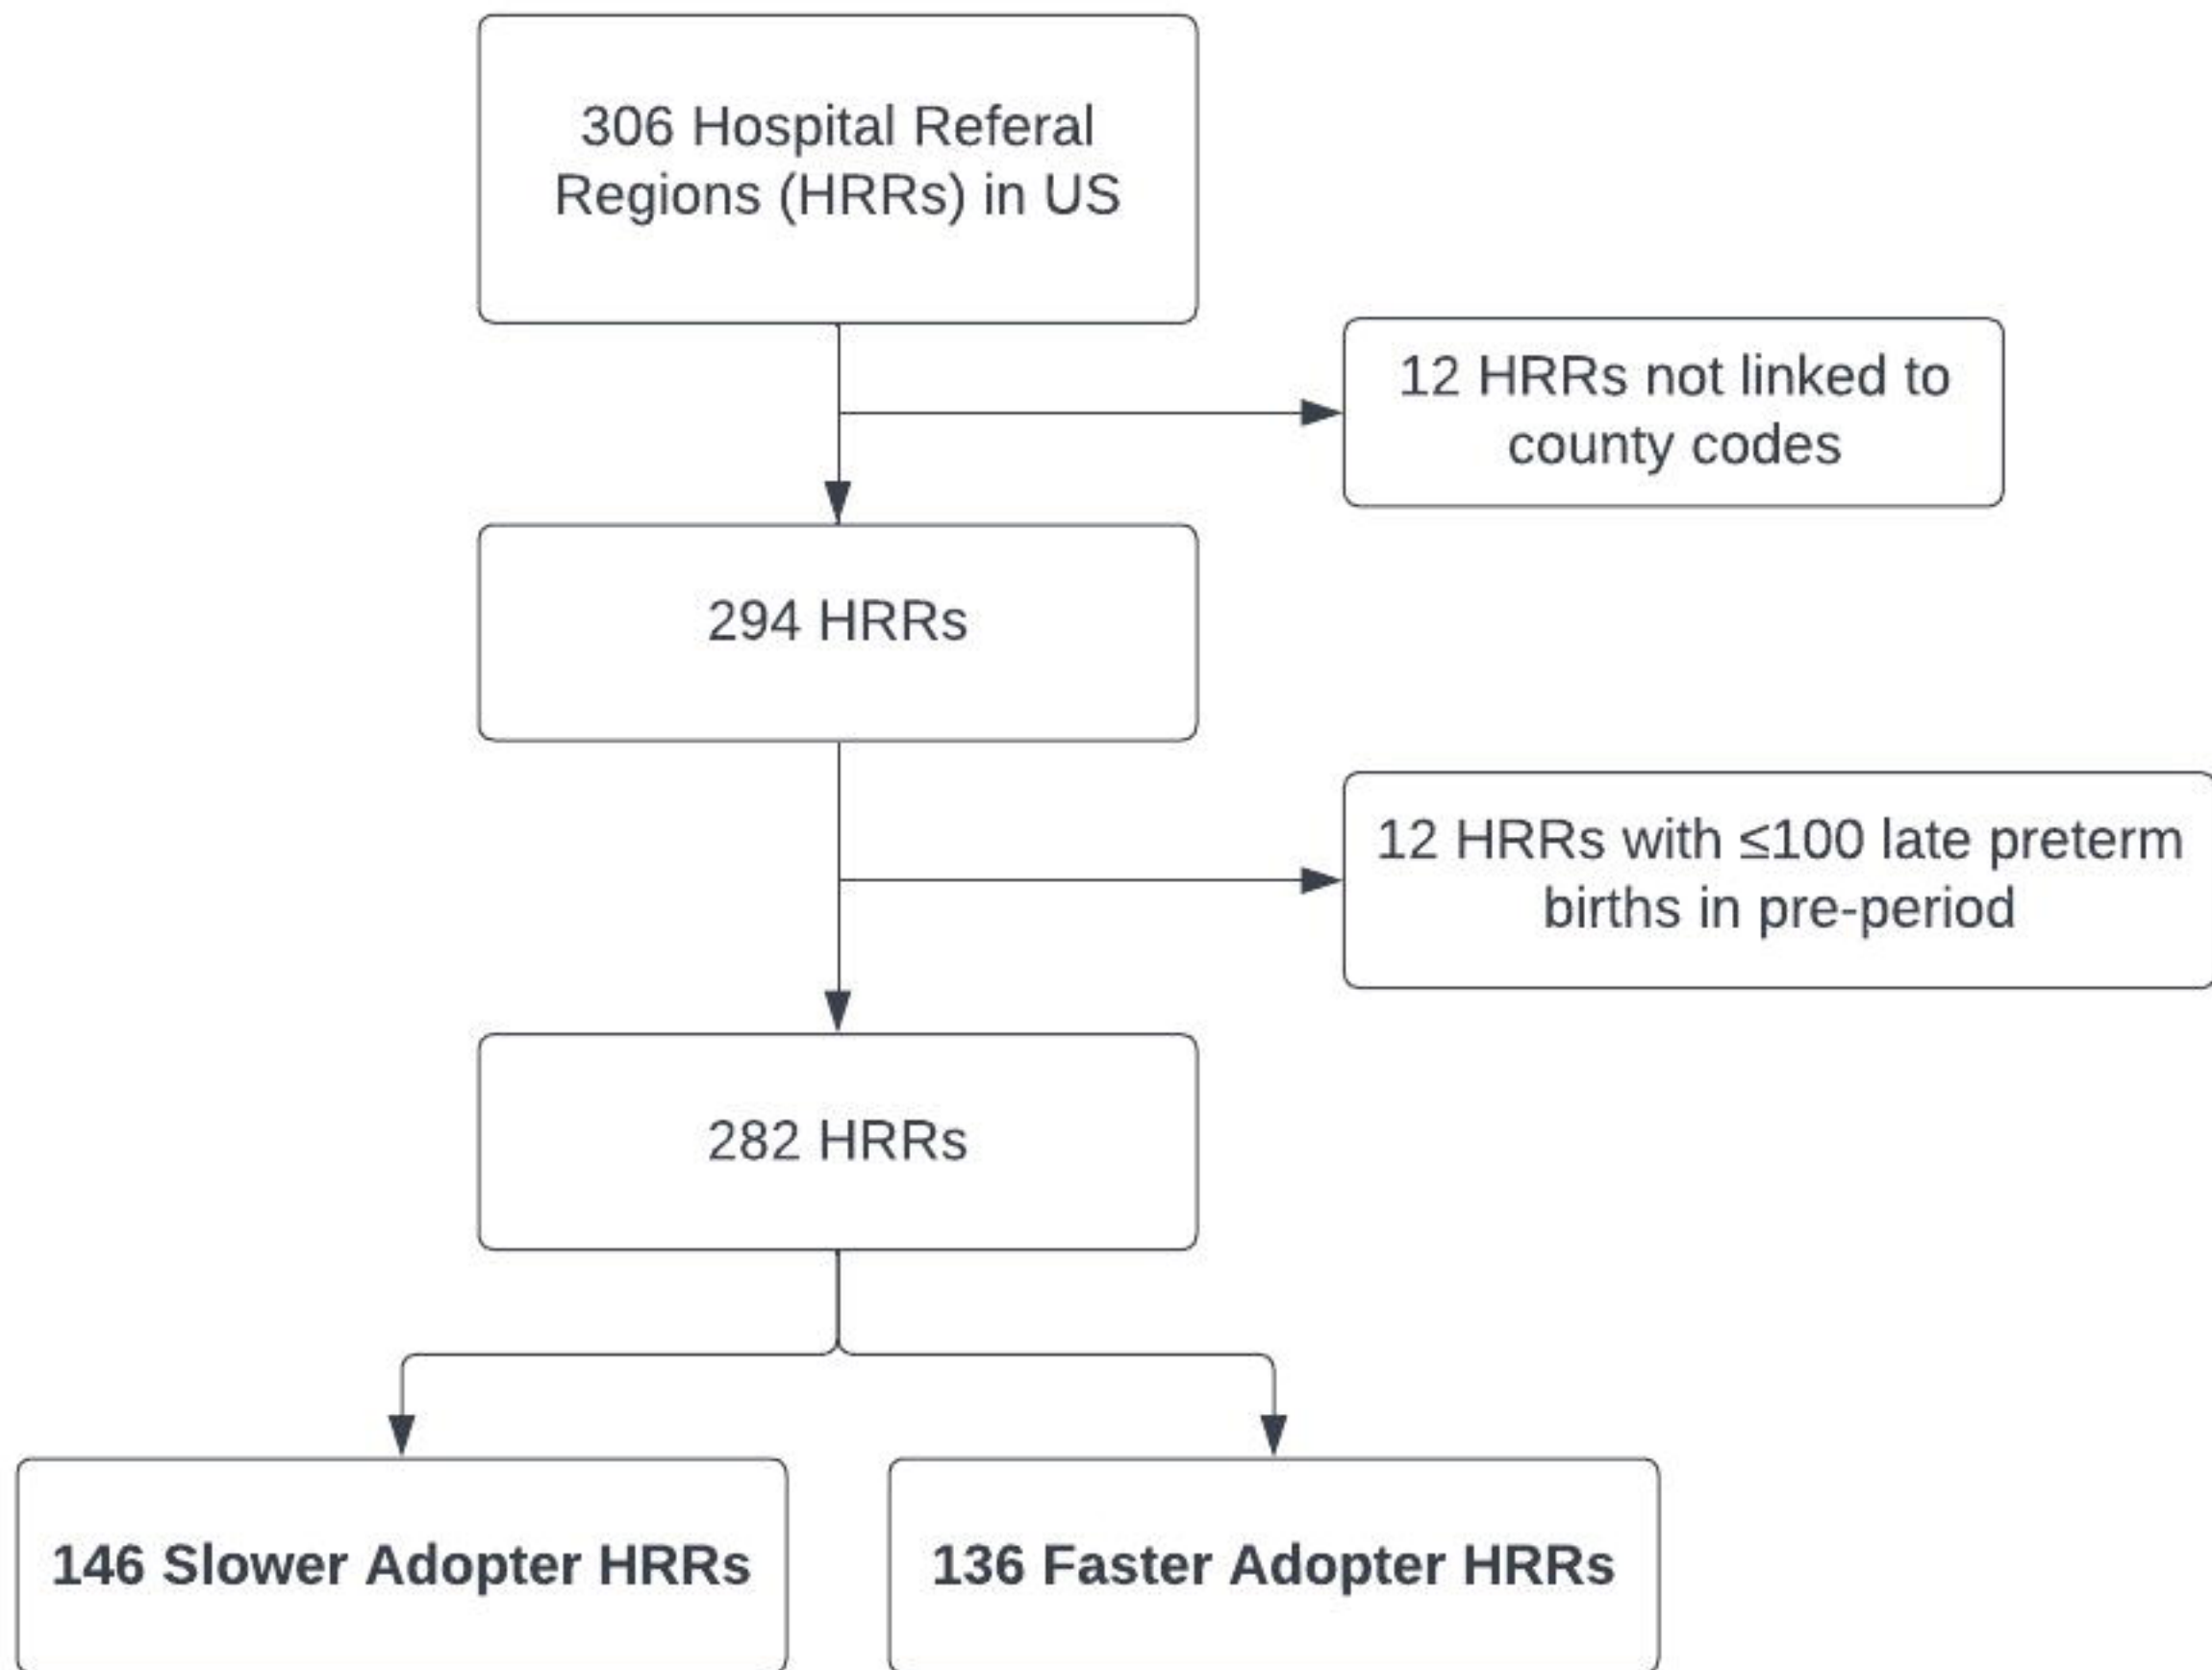 306 Hospital Referal
Regions (HRRs) in US
12 HRRs not linked to
county codes
294 HRRs
12 HRRs with ≤100 late preterm
births in pre-period
282 HRRs
146 Slower Adopter HRRs
136 Faster Adopter HRRs